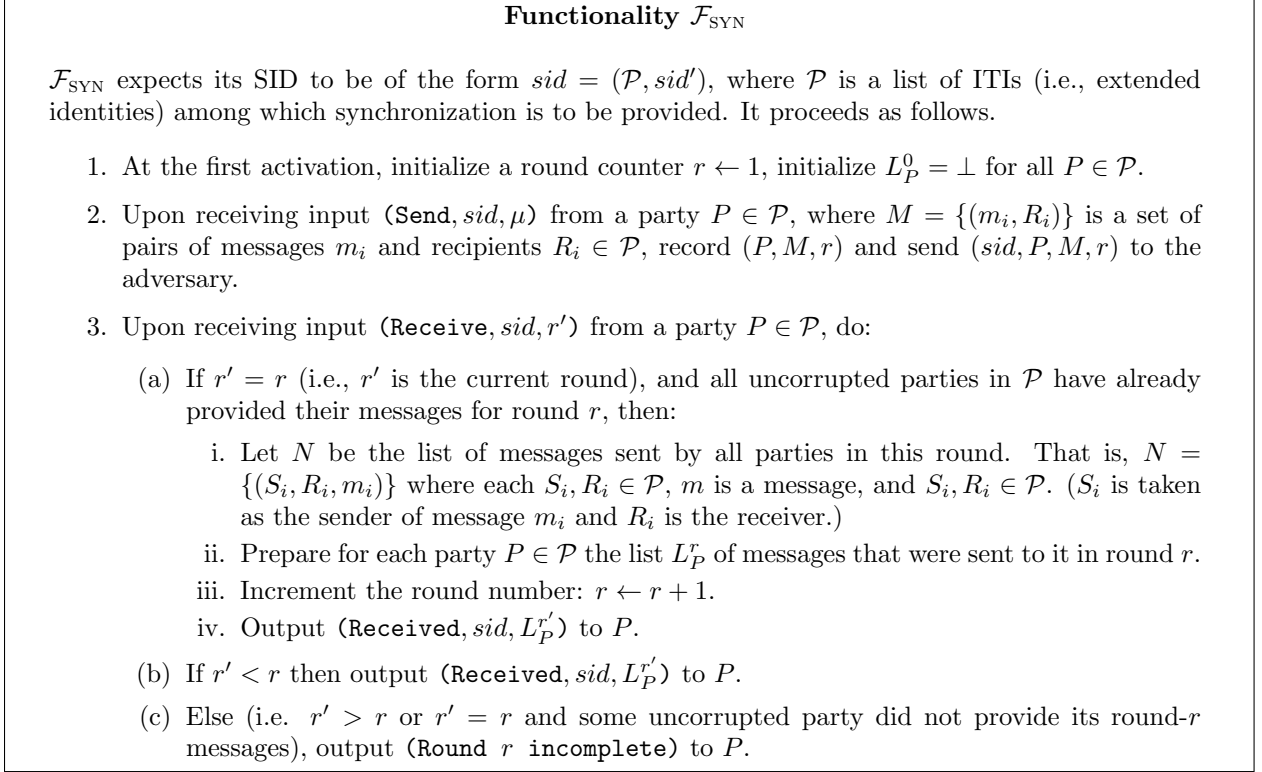 Functionality F_SYN
F_SYN expects its SID to be of the form sid = (P, sid′), where P is a list of ITIs (i.e., extended
identities) among which synchronization is to be provided. It proceeds as follows.
1. At the first activation, initialize a round counter r ← 1, initialize L_P^0 = ⊥ for all P ∈ P.
2. Upon receiving input (Send, sid, μ) from a party P ∈ P, where M = {(m_i, R_i)} is a set of
pairs of messages m_i and recipients R_i ∈ P, record (P, M, r) and send (sid, P, M, r) to the
adversary.
3. Upon receiving input (Receive, sid, r′) from a party P ∈ P, do:
(a) If r′ = r (i.e., r′ is the current round), and all uncorrupted parties in P have already
provided their messages for round r, then:
i. Let N be the list of messages sent by all parties in this round. That is, N =
{(S_i, R_i, m_i)} where each S_i, R_i ∈ P, m is a message, and S_i, R_i ∈ P. (S_i is taken
as the sender of message m_i and R_i is the receiver.)
ii. Prepare for each party P ∈ P the list L_P^r of messages that were sent to it in round r.
iii. Increment the round number: r ← r + 1.
iv. Output (Received, sid, L_P^{r′}) to P.
(b) If r′ < r then output (Received, sid, L_P^{r′}) to P.
(c) Else (i.e. r′ > r or r′ = r and some uncorrupted party did not provide its round-r
messages), output (Round r incomplete) to P.